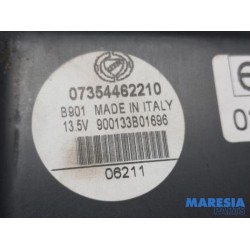 07354462210
B901 MADE IN ITALY
13.5V 900133B01696
06211
MARESIA